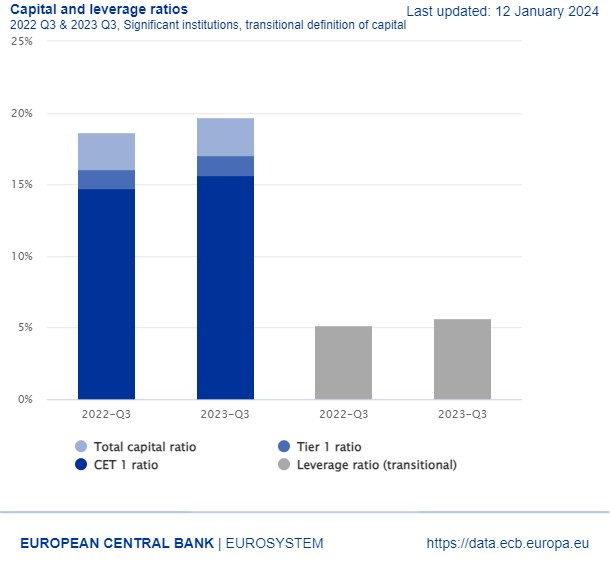 Capital and leverage ratios
Last updated: 12 January 2024
2022 Q3 & 2023 Q3, Significant institutions, transitional definition of capital
25%
20%
15%
10%
5%
0%
2022-Q3 2023-Q3 2022-Q3 2023-Q3
Total capital ratio Tier 1 ratio
CET 1 ratio Leverage ratio (transitional)
EUROPEAN CENTRAL BANK | EUROSYSTEM https://data.ecb.europa.eu